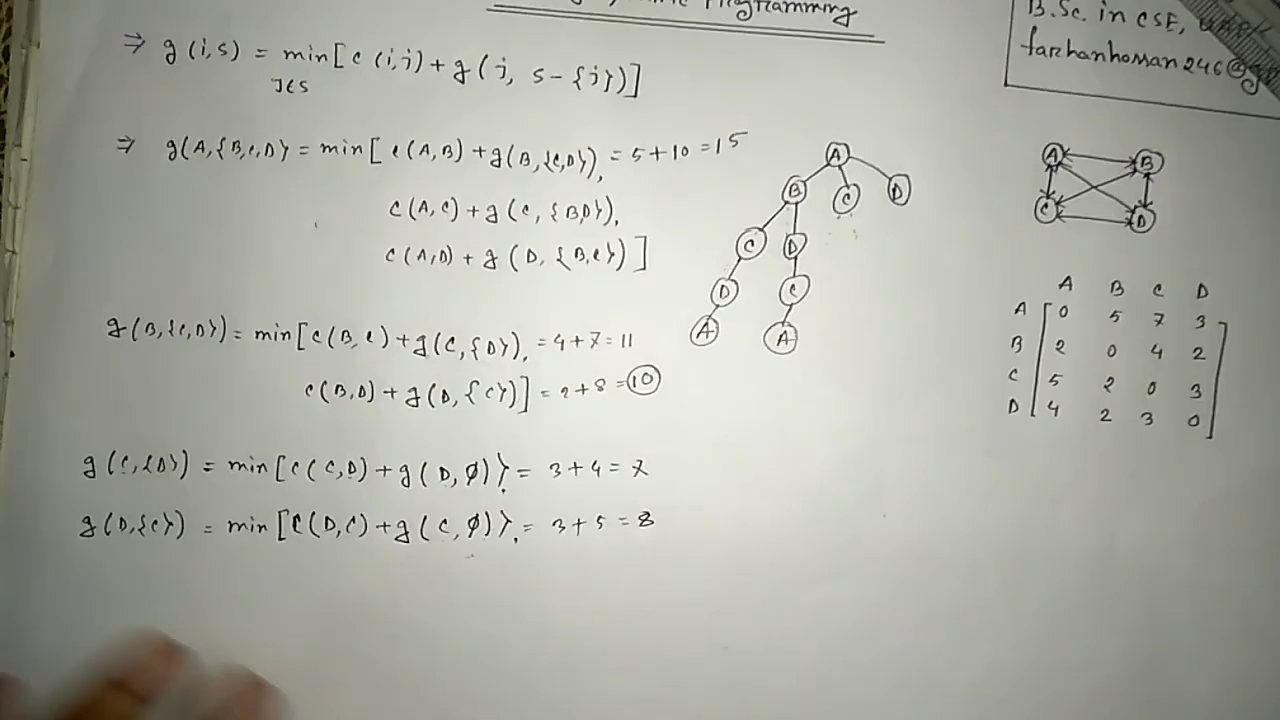 Programming
B.Sc. in CSE,
farhanhossan246@g
⇒ g(i,s) = min[c(i,j)+g(j, s-{j})]
J∈S
⇒ g(A,{B,C,D} = min[c(A,B)+g(B,{C,D}), = 5+10 = 15
c(A,C)+g(C,{BD}),
c(A,D)+g(D,{B,C})]
g(B,{C,D}) = min[c(B,C)+g(C,{D}), = 4+7 = 11
c(B,D)+g(D,{C})] = 2+8 = 10
g(C,{D}) = min[c(C,D)+g(D,∅)}, = 3+4 = 7
g(D,{C}) = min[c(D,C)+g(C,∅)}, = 3+5 = 8
A
B C D
C D
D C
A A
A B
C D
A B C D
A 0 5 7 3
B 2 0 4 2
C 5 2 0 3
D 4 2 3 0